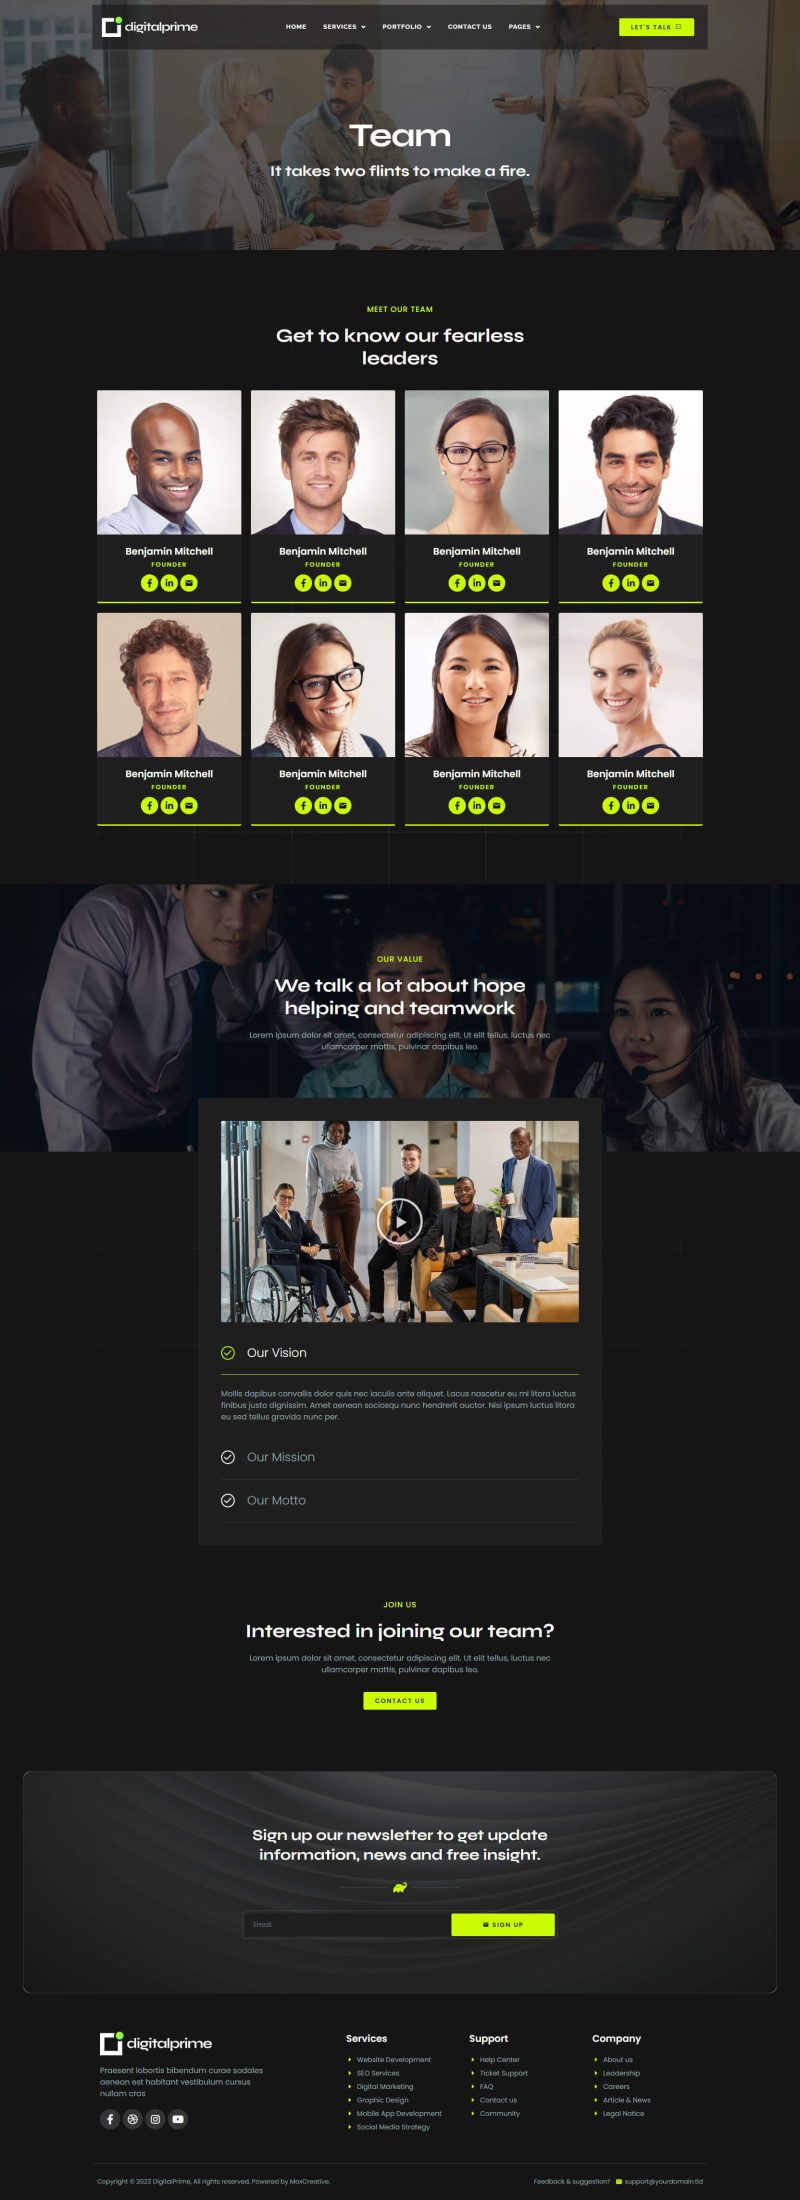 digitalprime
HOME SERVICES PORTFOLIO CONTACT US PAGES
LET'S TALK
Team
It takes two flints to make a fire.
MEET OUR TEAM
Get to know our fearless
leaders
Benjamin Mitchell
FOUNDER
Benjamin Mitchell
FOUNDER
Benjamin Mitchell
FOUNDER
Benjamin Mitchell
FOUNDER
Benjamin Mitchell
FOUNDER
Benjamin Mitchell
FOUNDER
Benjamin Mitchell
FOUNDER
Benjamin Mitchell
FOUNDER
OUR VALUE
We talk a lot about hope
helping and teamwork
Lorem ipsum dolor sit amet, consectetur adipiscing elit. Ut elit tellus, luctus nec
ullamcorper mattis, pulvinar dapibus leo.
Our Vision
Mollis dapibus convallis dolor quis nec iaculis ante aliquet. Lacus nascetur eu mi litora luctus
finibus justo dignissim. Amet aenean sociosqu nunc hendrerit auctor. Nisi ipsum luctus litora
eu sed tellus gravida nunc per.
Our Mission
Our Motto
JOIN US
Interested in joining our team?
Lorem ipsum dolor sit amet, consectetur adipiscing elit. Ut elit tellus, luctus nec
ullamcorper mattis, pulvinar dapibus leo.
CONTACT US
Sign up our newsletter to get update
information, news and free insight.
Email
SIGN UP
digitalprime
Praesent lobortis bibendum curae sodales
aenean est habitant vestibulum cursus
nullam cras
Services
Website Development
SEO Services
Digital Marketing
Graphic Design
Mobile App Development
Social Media Strategy
Support
Help Center
Ticket Support
FAQ
Contact us
Community
Company
About us
Leadership
Careers
Article & News
Legal Notice
Copyright © 2023 DigitalPrime, All rights reserved. Powered by MoxCreative.
Feedback & suggestion? support@yourdomain.tld